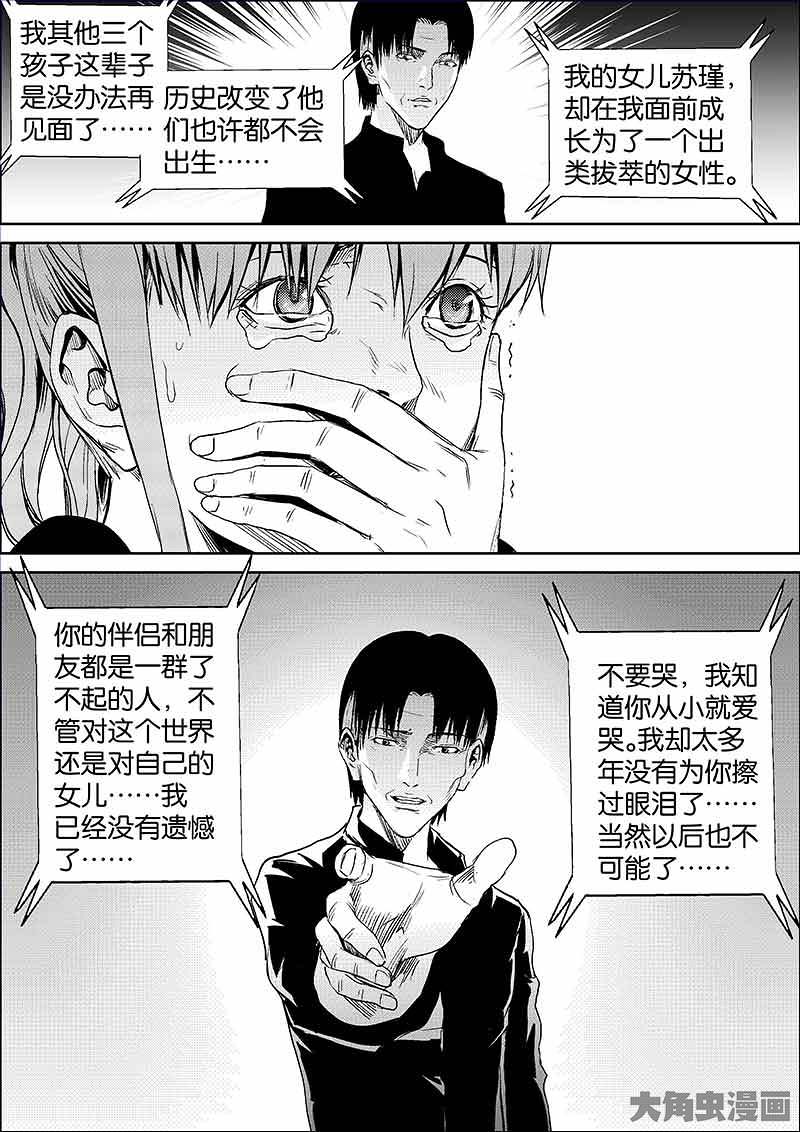 我其他三个
孩子这辈子
是没办法再
见面了……
历史改变了他
们也许都不会
出生……
我的女儿苏瑾，
却在我面前成
长为了一个出
类拔萃的女性。
你的伴侣和朋
友都是一群了
不起的人，不
管对这个世界
还是对自己的
女儿……我
已经没有遗憾
了……
不要哭，我知
道你从小就爱
哭。我却太多
年没有为你擦
过眼泪了……
当然以后也不
可能了……
大角虫漫画